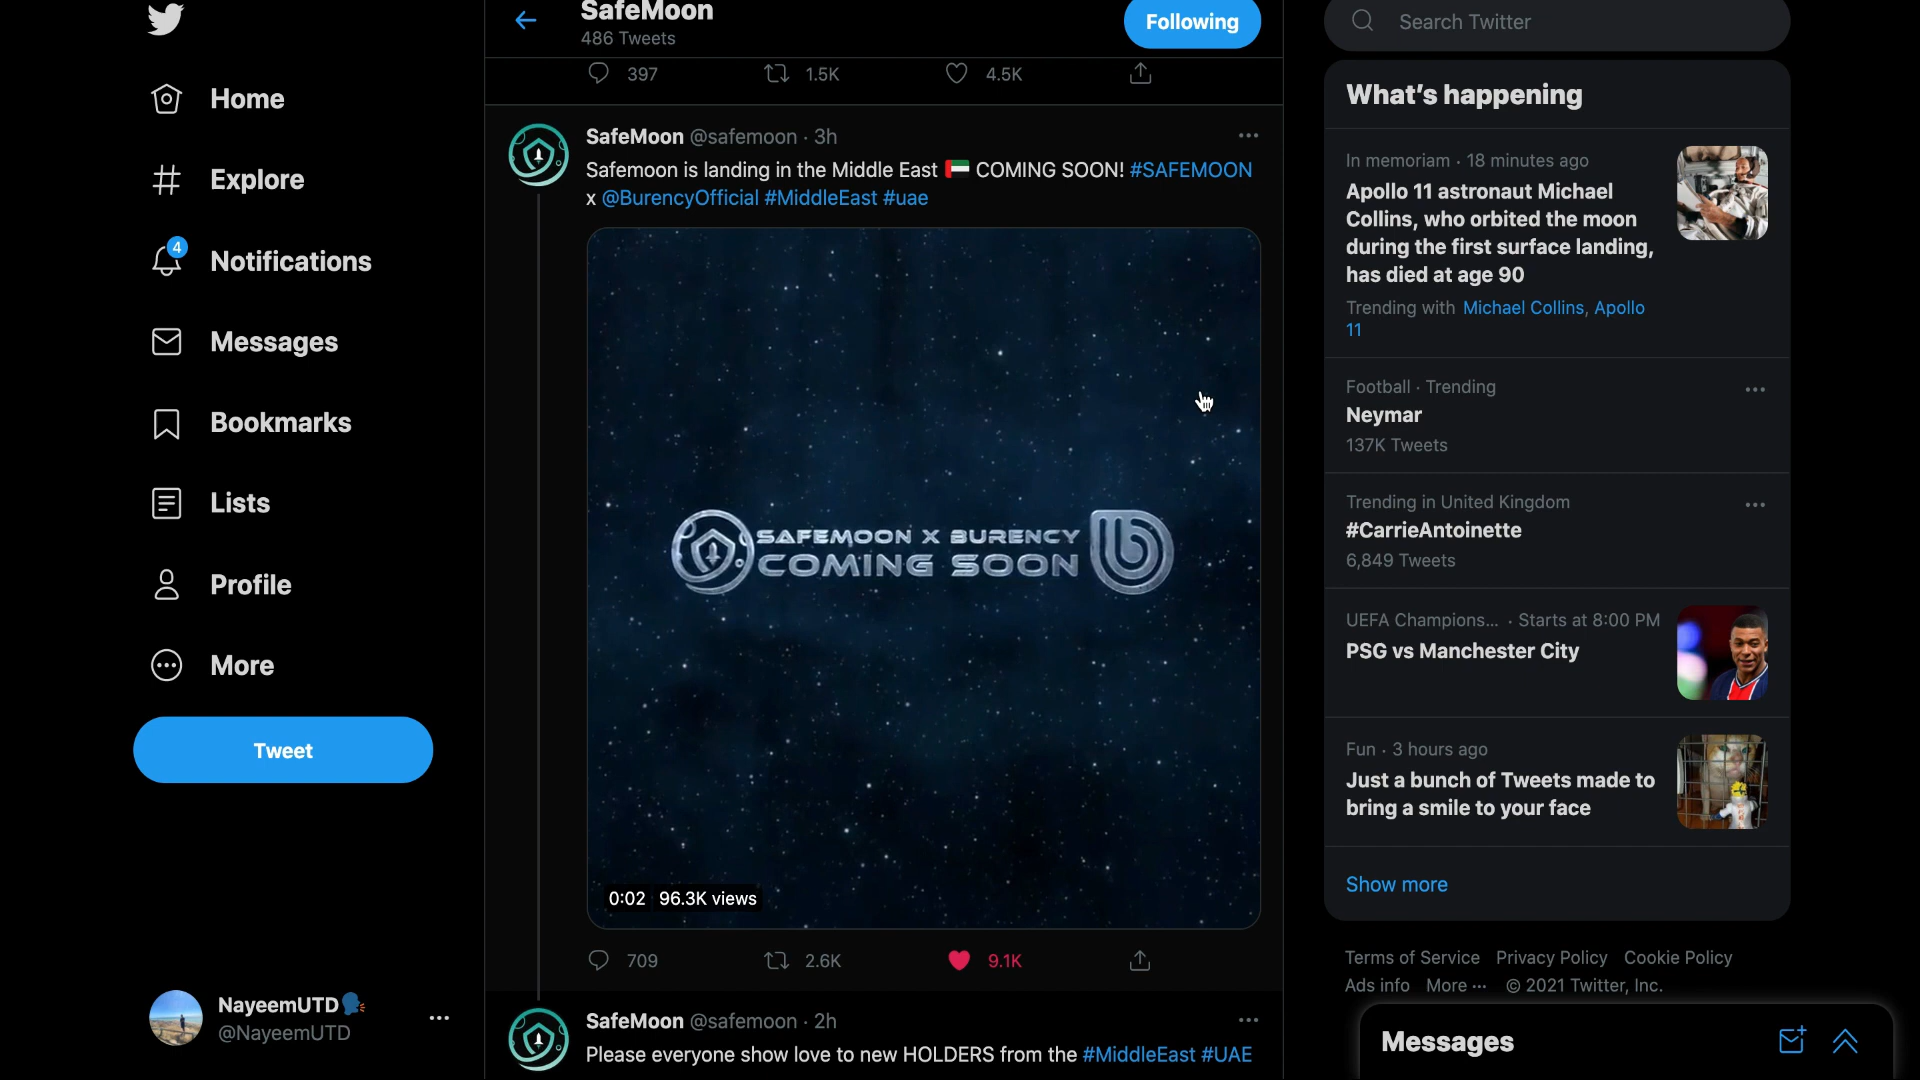 Home
Explore
4
Notifications
Messages
Bookmarks
Lists
Profile
More
Tweet
NayeemUTD🗣
@NayeemUTD
SafeMoon
486 Tweets
Following
397 1.5K 4.5K
SafeMoon @safemoon · 3h
Safemoon is landing in the Middle East 🇦🇪 COMING SOON! #SAFEMOON
x @BurencyOfficial #MiddleEast #uae
SAFEMOON X BURENCY
COMING SOON
0:02 96.3K views
709 2.6K 9.1K
SafeMoon @safemoon · 2h
Please everyone show love to new HOLDERS from the #MiddleEast #UAE
Search Twitter
What's happening
In memoriam · 18 minutes ago
Apollo 11 astronaut Michael
Collins, who orbited the moon
during the first surface landing,
has died at age 90
Trending with Michael Collins, Apollo
11
Football · Trending
Neymar
137K Tweets
Trending in United Kingdom
#CarrieAntoinette
6,849 Tweets
UEFA Champions... · Starts at 8:00 PM
PSG vs Manchester City
Fun · 3 hours ago
Just a bunch of Tweets made to
bring a smile to your face
Show more
Terms of Service Privacy Policy Cookie Policy
Ads info More ··· © 2021 Twitter, Inc.
Messages